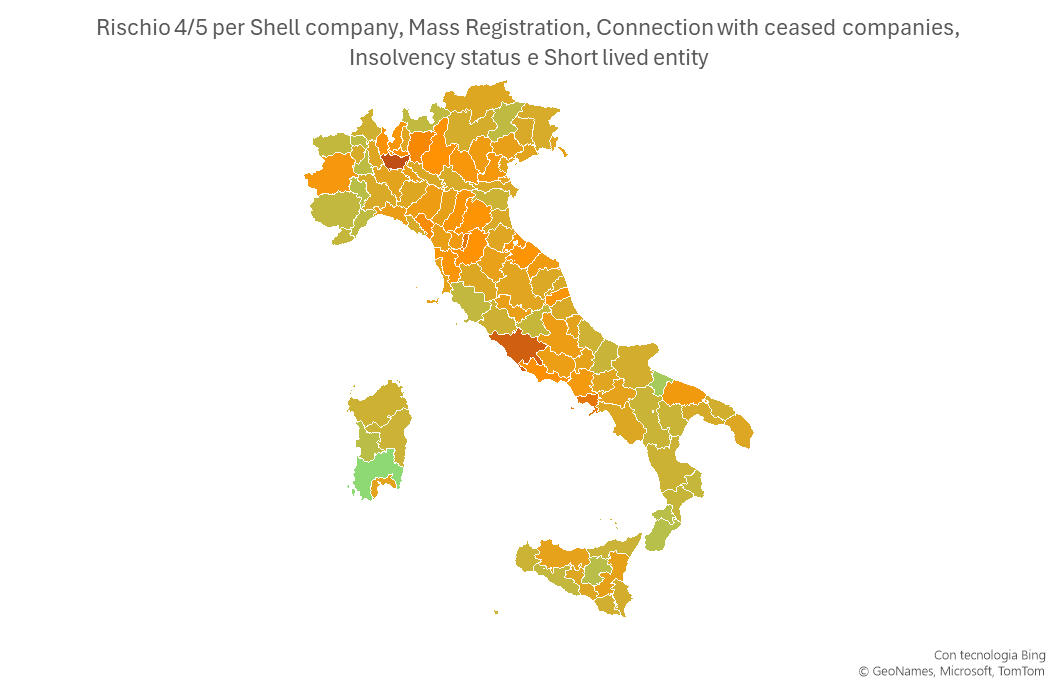 Rischio 4/5 per Shell company, Mass Registration, Connection with ceased companies,
Insolvency status e Short lived entity
Con tecnologia Bing
© GeoNames, Microsoft, TomTom